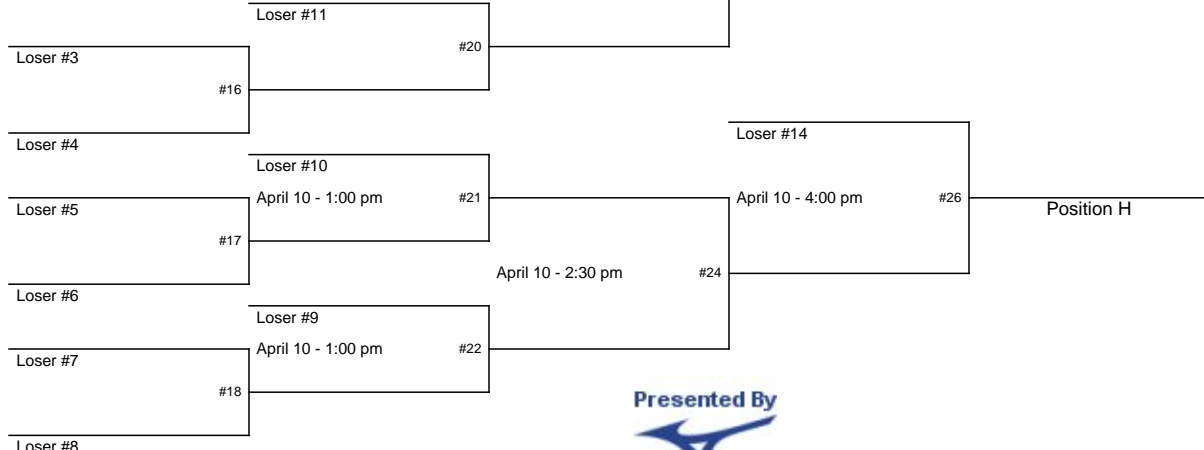 Loser #11
#20
Loser #3
#16
Loser #14
Loser #4
Loser #10
April 10 - 1:00 pm
#21
April 10 - 4:00 pm
#26
Loser #5
Position H
#17
April 10 - 2:30 pm
#24
Loser #6
Loser #9
April 10 - 1:00 pm
#22
Loser #7
#18
Presented By
Loser #8